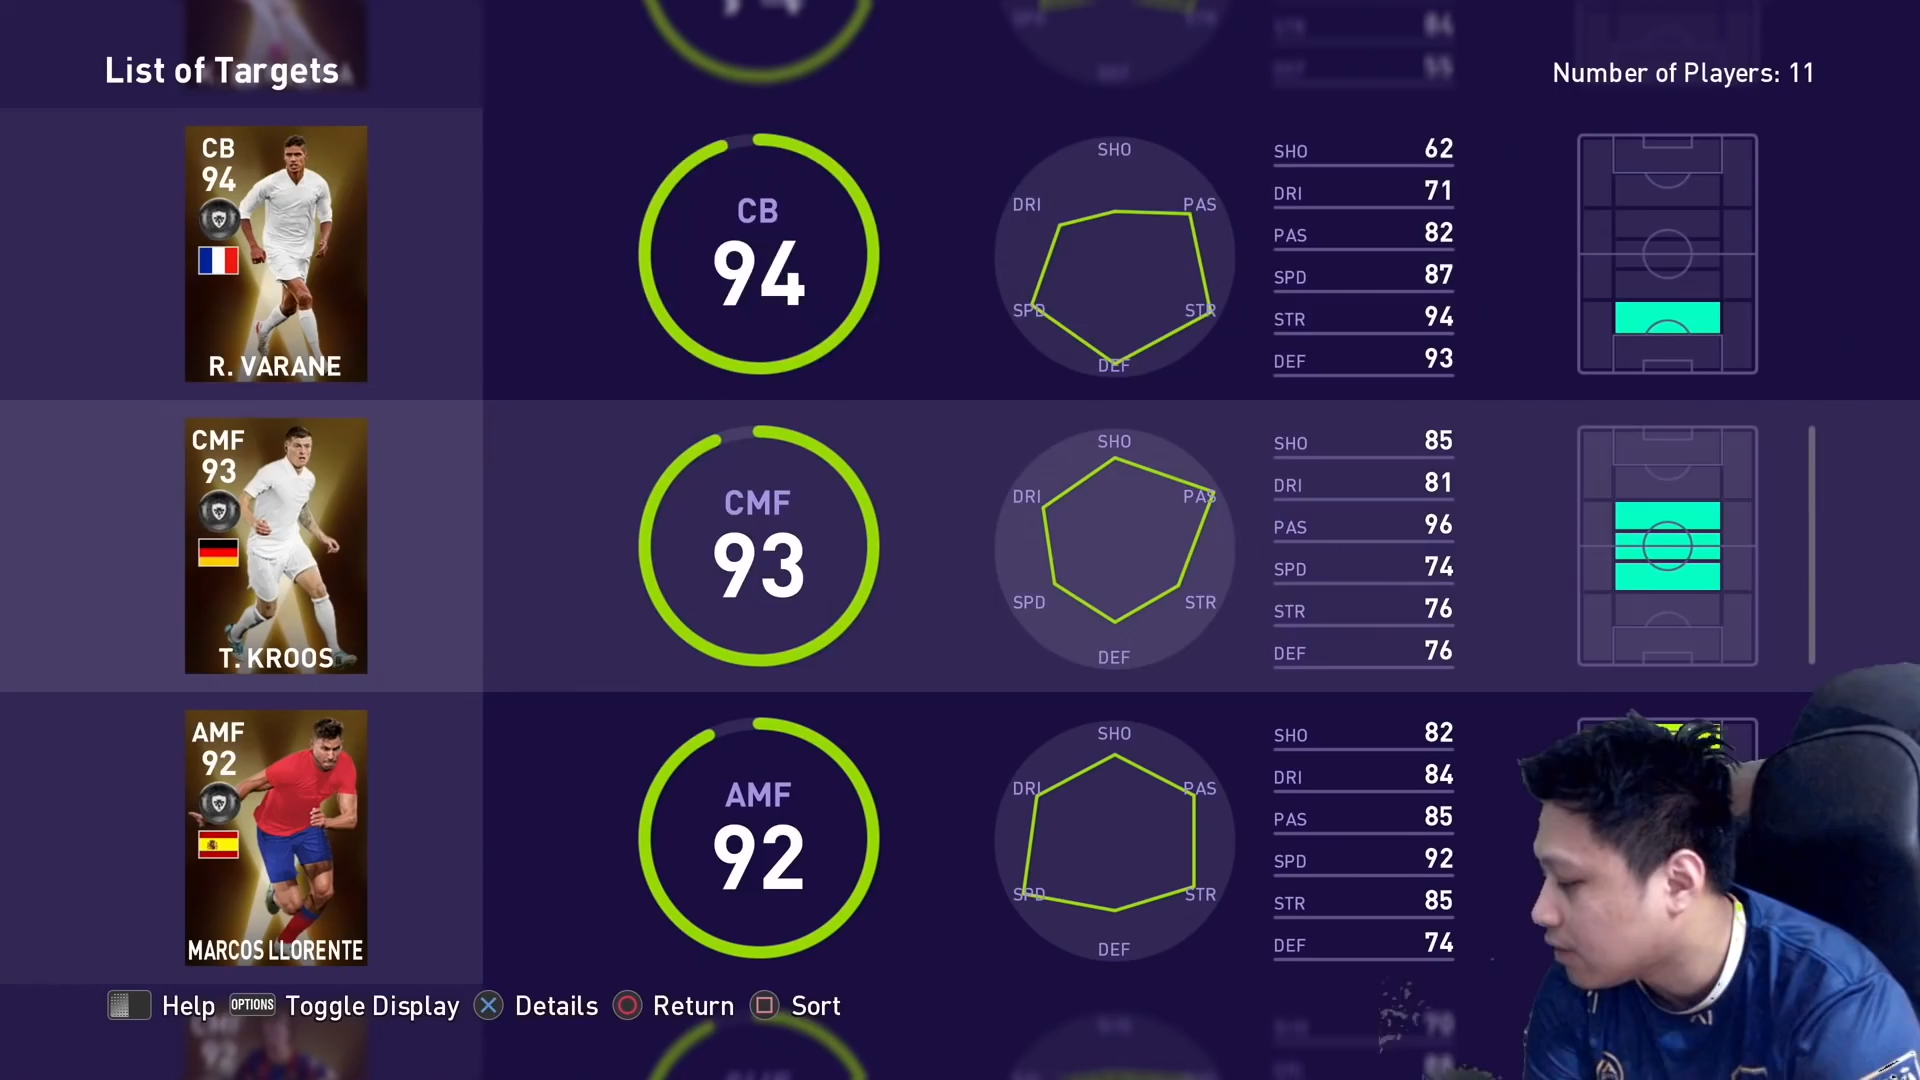 List of Targets
Number of Players: 11
84
55
CB
94
R. VARANE
CB
94
SHO
DRI
PAS
SPD
STR
DEF
SHO 62
DRI 71
PAS 82
SPD 87
STR 94
DEF 93
CMF
93
T. KROOS
CMF
93
SHO
DRI
PAS
SPD
STR
DEF
SHO 85
DRI 81
PAS 96
SPD 74
STR 76
DEF 76
AMF
92
MARCOS LLORENTE
AMF
92
SHO
DRI
PAS
SPD
STR
DEF
SHO 82
DRI 84
PAS 85
SPD 92
STR 85
DEF 74
Help OPTIONS Toggle Display Details Return Sort
92